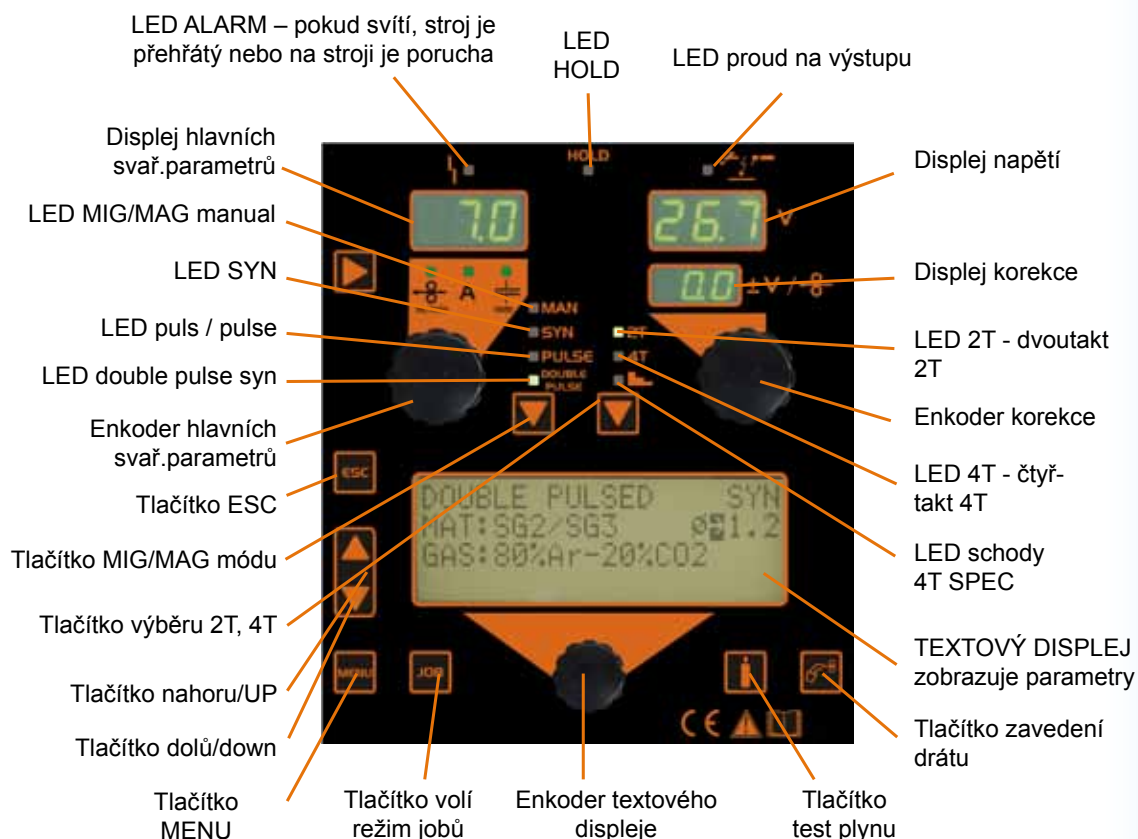 LED ALARM – pokud svítí, stroj je
přehřátý nebo na stroji je porucha
LED
HOLD
LED proud na výstupu
Displej hlavních
svař.parametrů
LED MIG/MAG manual
LED SYN
LED puls / pulse
LED double pulse syn
Enkoder hlavních
svař.parametrů
Tlačítko ESC
Tlačítko MIG/MAG módu
Tlačítko výběru 2T, 4T
Tlačítko nahoru/UP
Tlačítko dolů/down
Tlačítko
MENU
Tlačítko volí
režim jobů
Enkoder textového
displeje
Tlačítko
test plynu
Displej napětí
Displej korekce
LED 2T - dvoutakt
2T
Enkoder korekce
LED 4T - čtyř-
takt 4T
LED schody
4T SPEC
TEXTOVÝ DISPLEJ
zobrazuje parametry
Tlačítko zavedení
drátu
HOLD
7.0
26.7 V
A
0.0 ±V /
MAN
SYN
PULSE
DOUBLE
PULSE
2T
4T
ESC
DOUBLE PULSED SYN
MAT:SG2/SG3 ø 1.2
GAS:80%Ar-20%CO2
MENU
JOB
CE